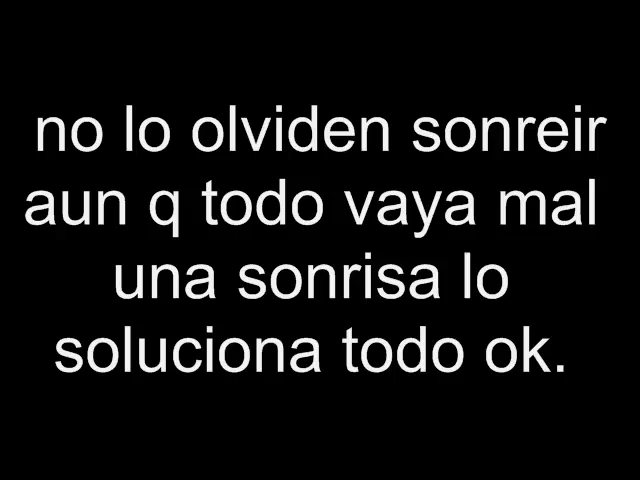 no lo olviden sonreir
aun q todo vaya mal
una sonrisa lo
soluciona todo ok.